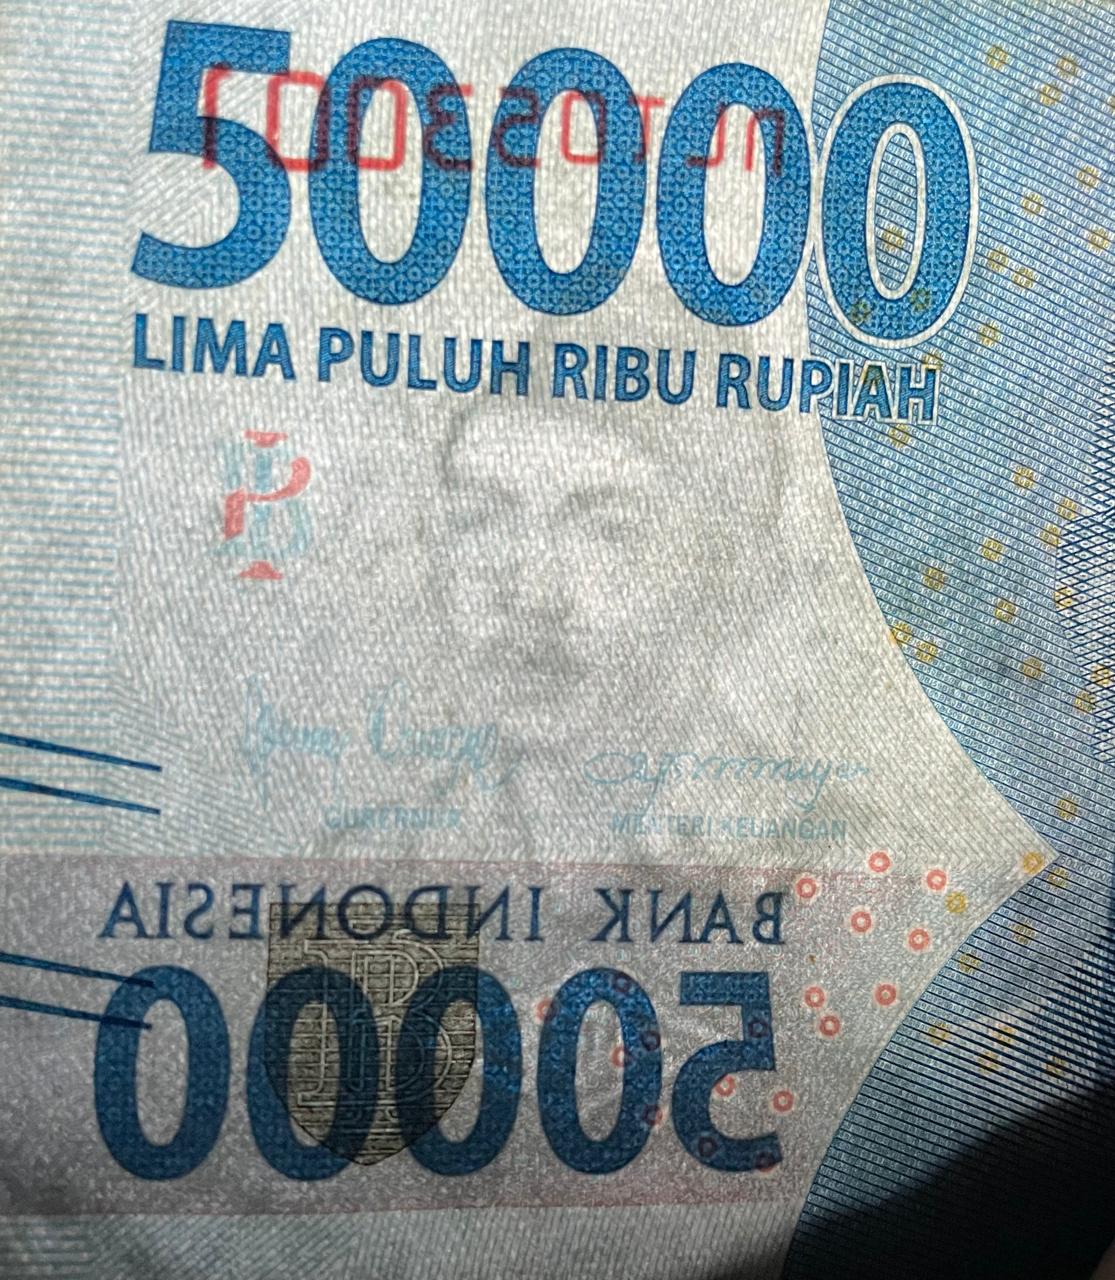 50000
LIMA PULUH RIBU RUPIAH
GUBERNUR
MENTERI KEUANGAN
BANK INDONESIA
50000